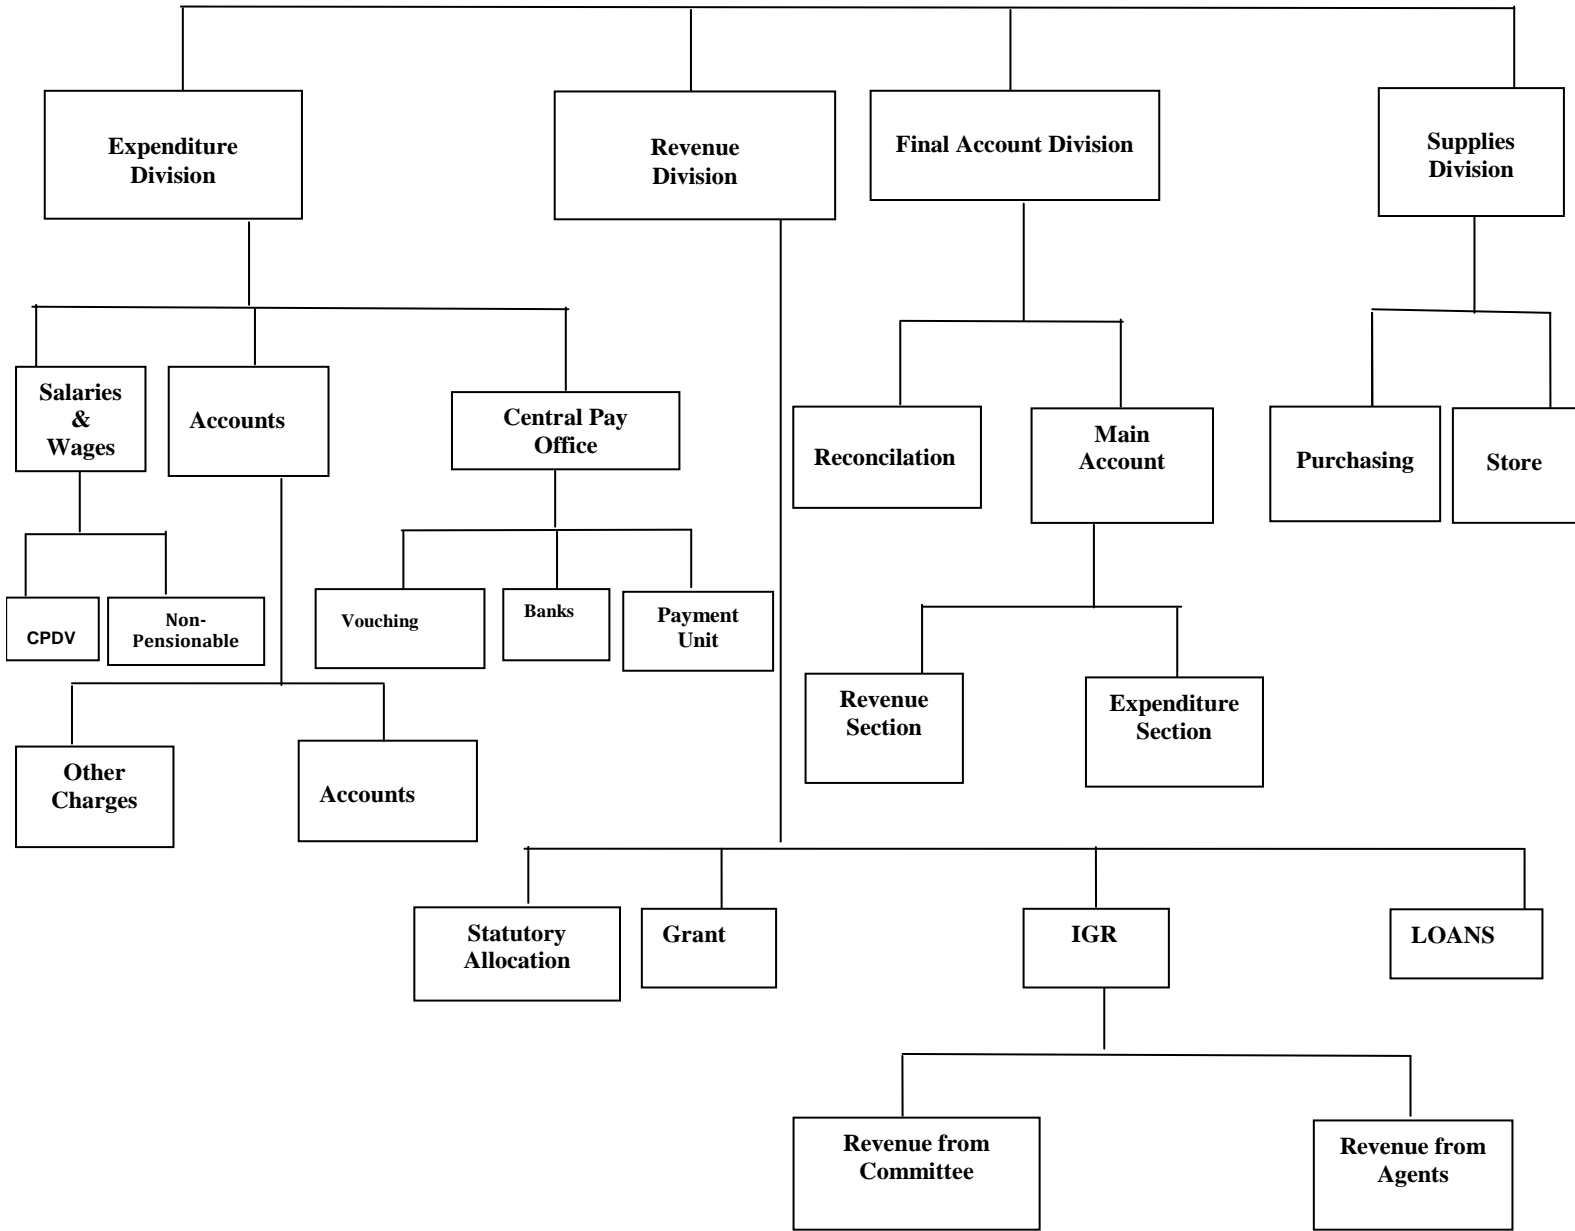 Expenditure
Division
Revenue
Division
Final Account Division
Supplies
Division
Salaries
&
Wages
Accounts
Central Pay
Office
Reconcilation
Main
Account
Purchasing
Store
CPDV
Non-
Pensionable
Vouching
Banks
Payment
Unit
Revenue
Section
Expenditure
Section
Other
Charges
Accounts
Statutory
Allocation
Grant
IGR
LOANS
Revenue from
Committee
Revenue from
Agents